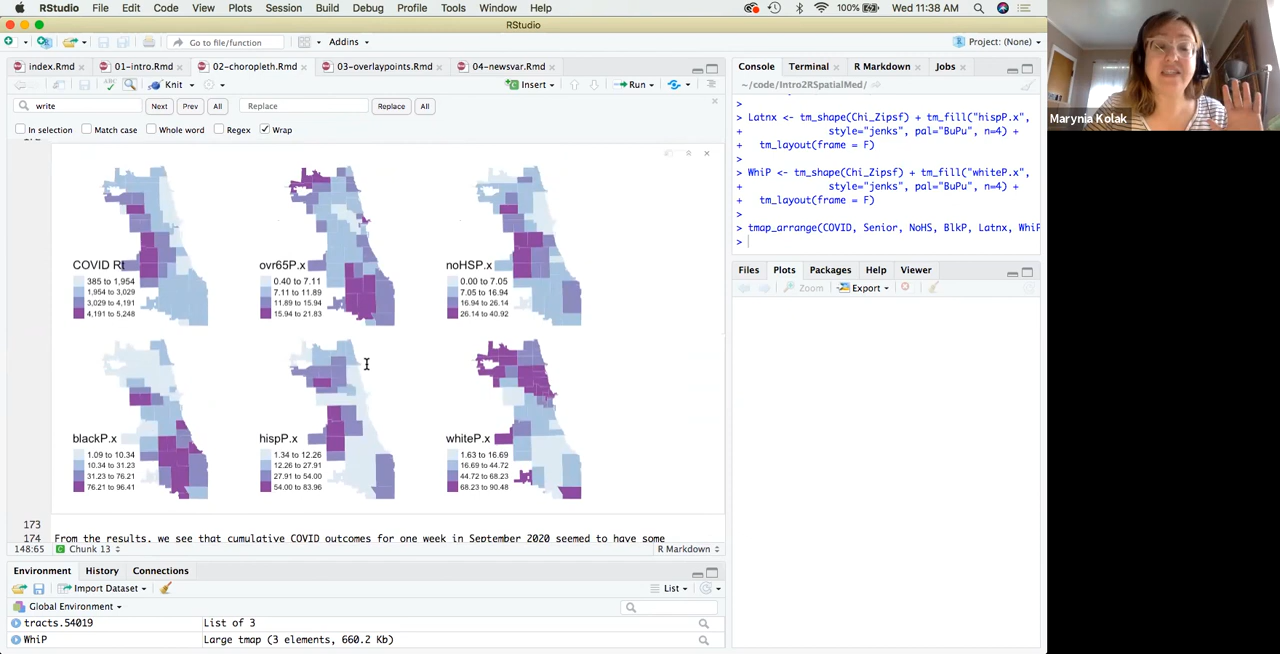 RStudio File Edit Code View Plots Session Build Debug Profile Tools Window Help 100% Wed 11:38 AM
RStudio
Go to file/function Addins Project: (None)
index.Rmd 01-intro.Rmd 02-choropleth.Rmd 03-overlaypoints.Rmd 04-newsvar.Rmd
ABC Knit Insert Run
write Next Prev All Replace Replace All
In selection Match case Whole word Regex Wrap
COVID Rt
385 to 1,954
1,954 to 3,029
3,029 to 4,191
4,191 to 5,248
ovr65P.x
0.40 to 7.11
7.11 to 11.89
11.89 to 15.94
15.94 to 21.83
noHSP.x
0.00 to 7.05
7.05 to 16.94
16.94 to 26.14
26.14 to 40.92
blackP.x
1.09 to 10.34
10.34 to 31.23
31.23 to 76.21
76.21 to 96.41
hispP.x
1.34 to 12.26
12.26 to 27.91
27.91 to 54.00
54.00 to 83.96
whiteP.x
1.63 to 16.69
16.69 to 44.72
44.72 to 68.23
68.23 to 90.48
173
174 From the results, we see that cumulative COVID outcomes for one week in September 2020 seemed to have some
148:65 Chunk 13 R Markdown
Environment History Connections
Import Dataset List
Global Environment
tracts.54019 List of 3
WhiP Large tmap (3 elements, 660.2 Kb)
Console Terminal R Markdown Jobs
~/code/Intro2RSpatialMed/
>
> Latnx <- tm_shape(Chi_Zipsf) + tm_fill("hispP.x",
+ style="jenks", pal="BuPu", n=4) +
+ tm_layout(frame = F)
>
> WhiP <- tm_shape(Chi_Zipsf) + tm_fill("whiteP.x",
+ style="jenks", pal="BuPu", n=4) +
+ tm_layout(frame = F)
>
> tmap_arrange(COVID, Senior, NoHS, BlkP, Latnx, WhiP
>
Files Plots Packages Help Viewer
Zoom Export
Marynia Kolak